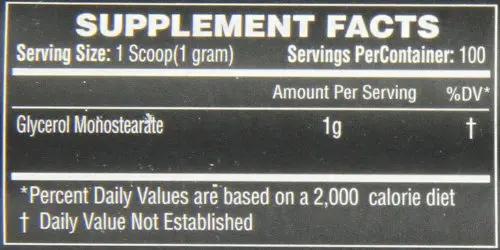 SUPPLEMENT FACTS
Serving Size: 1 Scoop(1 gram) Servings PerContainer: 100
Amount Per Serving %DV*
Glycerol Monostearate 1g †
*Percent Daily Values are based on a 2,000 calorie diet
† Daily Value Not Established